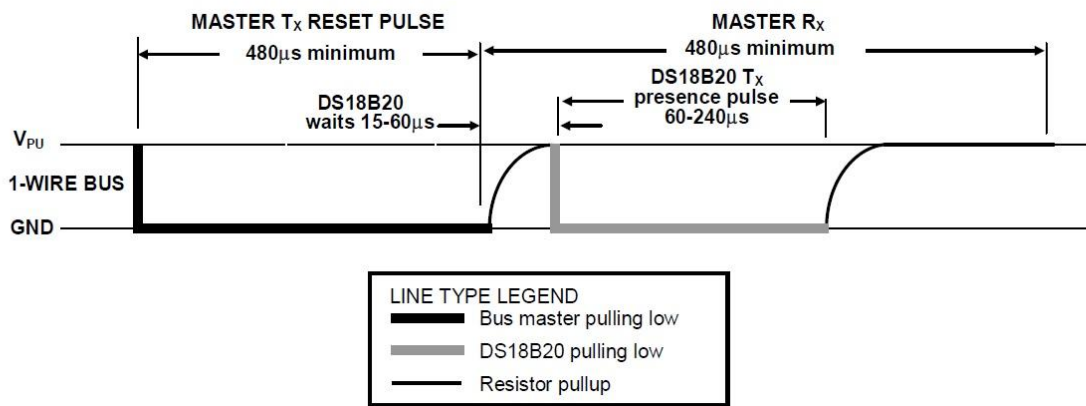 MASTER TX RESET PULSE
480µs minimum
MASTER RX
480µs minimum
DS18B20
waits 15-60µs
DS18B20 TX
presence pulse
60-240µs
VPU
1-WIRE BUS
GND
LINE TYPE LEGEND
Bus master pulling low
DS18B20 pulling low
Resistor pullup